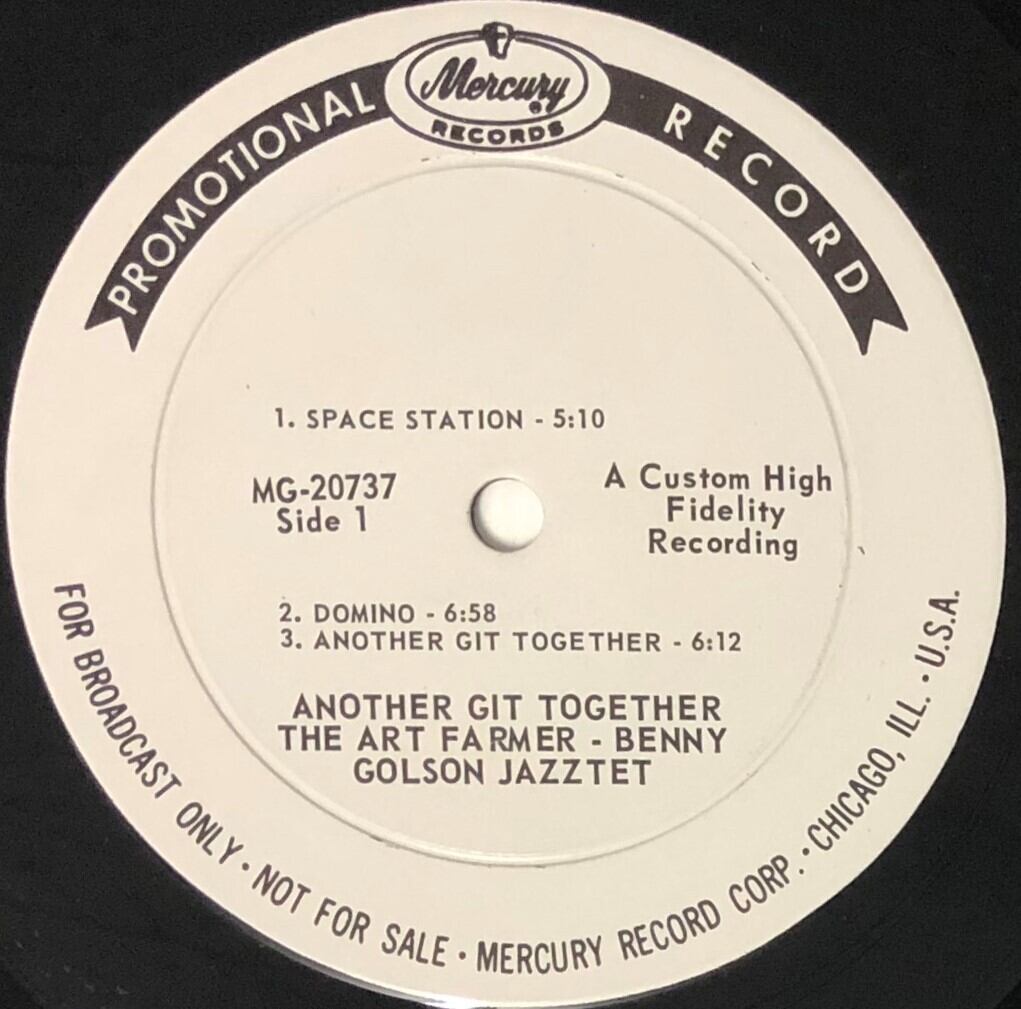 Mercury
®
RECORDS
PROMOTIONAL RECORD
1. SPACE STATION - 5:10
MG-20737
Side 1
A Custom High
Fidelity
Recording
2. DOMINO - 6:58
3. ANOTHER GIT TOGETHER - 6:12
ANOTHER GIT TOGETHER
THE ART FARMER - BENNY
GOLSON JAZZTET
FOR BROADCAST ONLY • NOT FOR SALE • MERCURY RECORD CORP. • CHICAGO, ILL. • U.S.A.